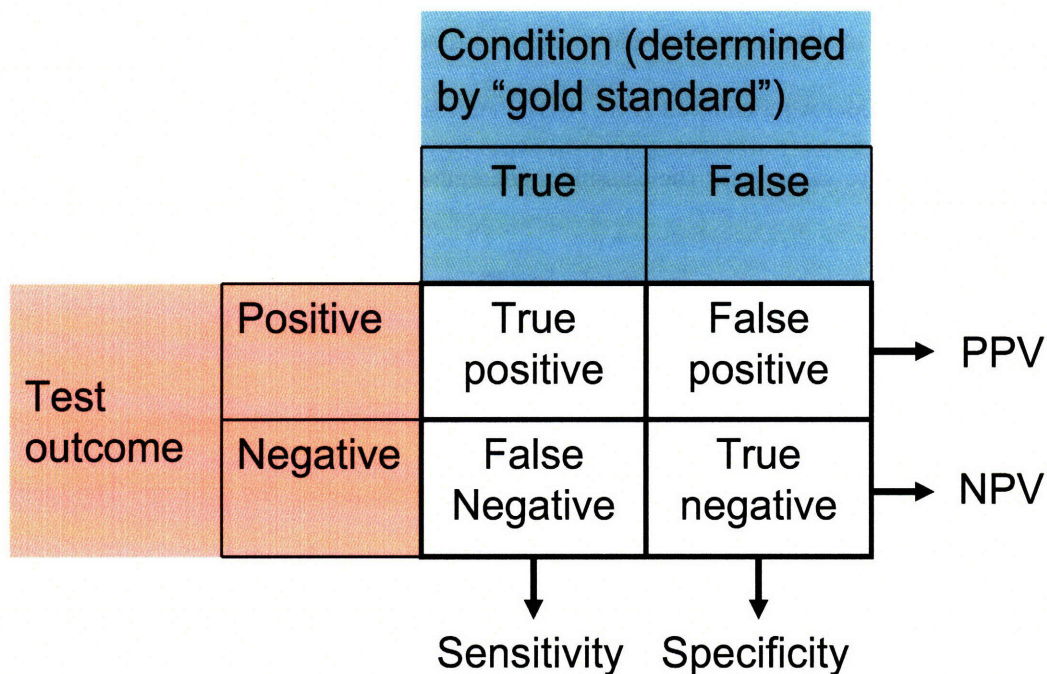 Condition (determined
by “gold standard”)
True
False
Positive
True
positive
False
positive
PPV
Test
outcome
Negative
False
Negative
True
negative
NPV
Sensitivity
Specificity